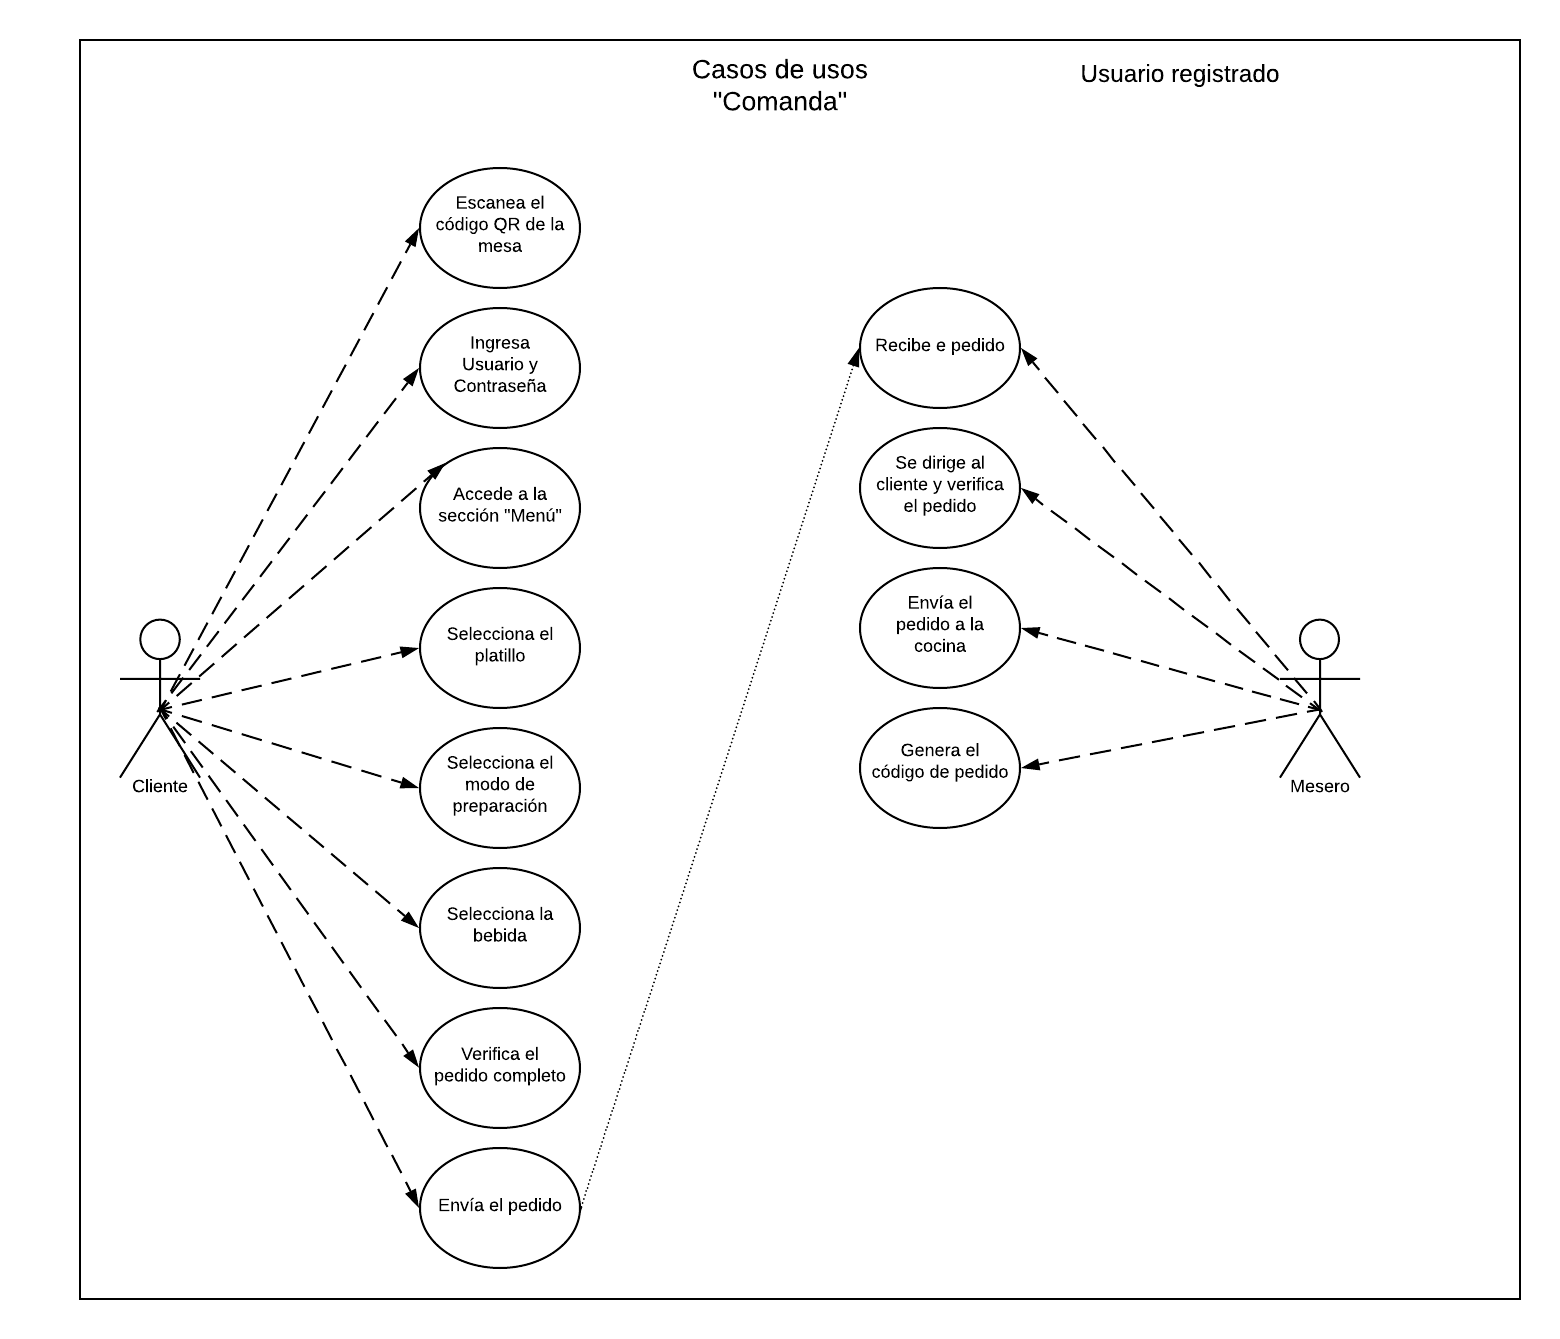 Casos de usos
"Comanda"
Usuario registrado
Escanea el
código QR de la
mesa
Ingresa
Usuario y
Contraseña
Accede a la
sección "Menú"
Selecciona el
platillo
Selecciona el
modo de
preparación
Selecciona la
bebida
Verifica el
pedido completo
Envía el pedido
Recibe e pedido
Se dirige al
cliente y verifica
el pedido
Envía el
pedido a la
cocina
Genera el
código de pedido
Cliente
Mesero